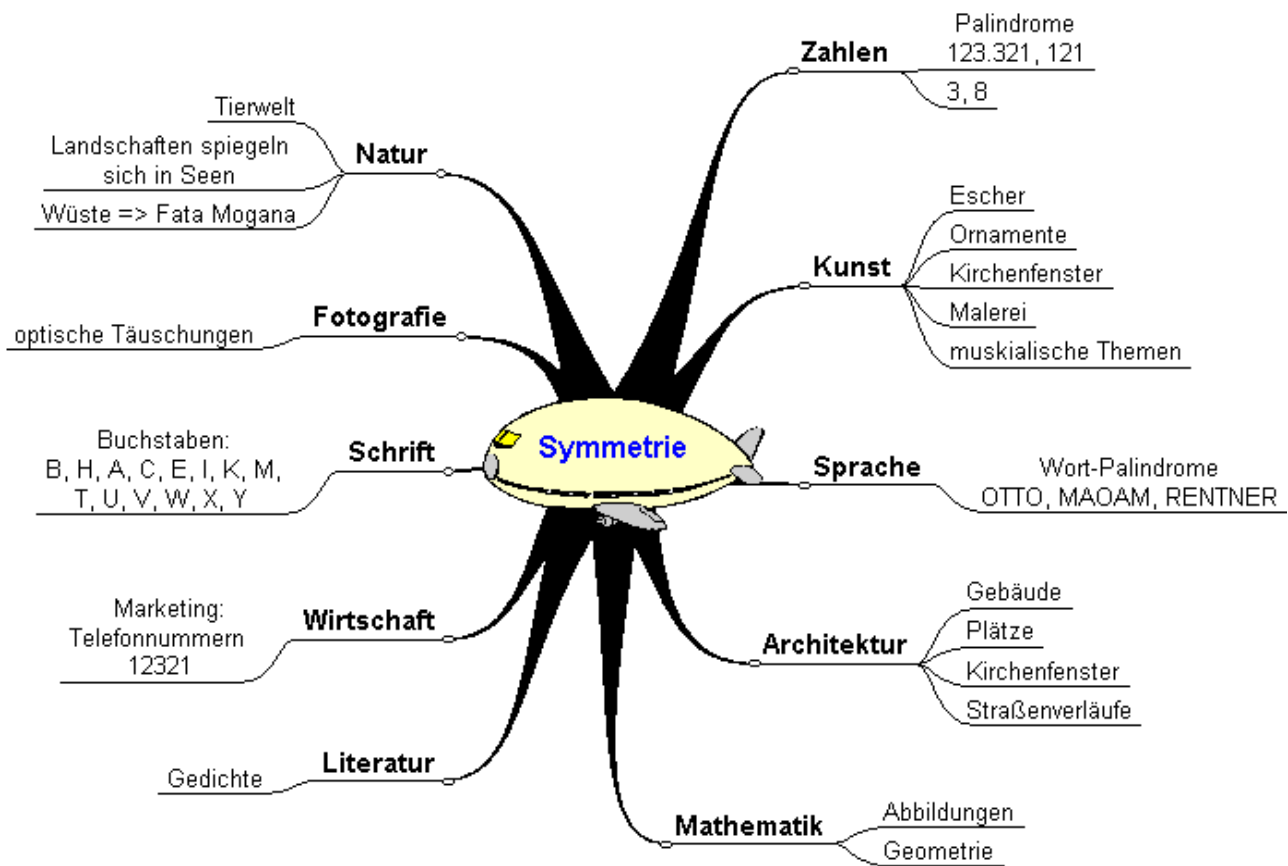 Symmetrie
Zahlen
Palindrome
123.321, 121
3, 8
Kunst
Escher
Ornamente
Kirchenfenster
Malerei
muskialische Themen
Sprache
Wort-Palindrome
OTTO, MAOAM, RENTNER
Architektur
Gebäude
Plätze
Kirchenfenster
Straßenverläufe
Mathematik
Abbildungen
Geometrie
Natur
Tierwelt
Landschaften spiegeln
sich in Seen
Wüste => Fata Mogana
Fotografie
optische Täuschungen
Schrift
Buchstaben:
B, H, A, C, E, I, K, M,
T, U, V, W, X, Y
Wirtschaft
Marketing:
Telefonnummern
12321
Literatur
Gedichte